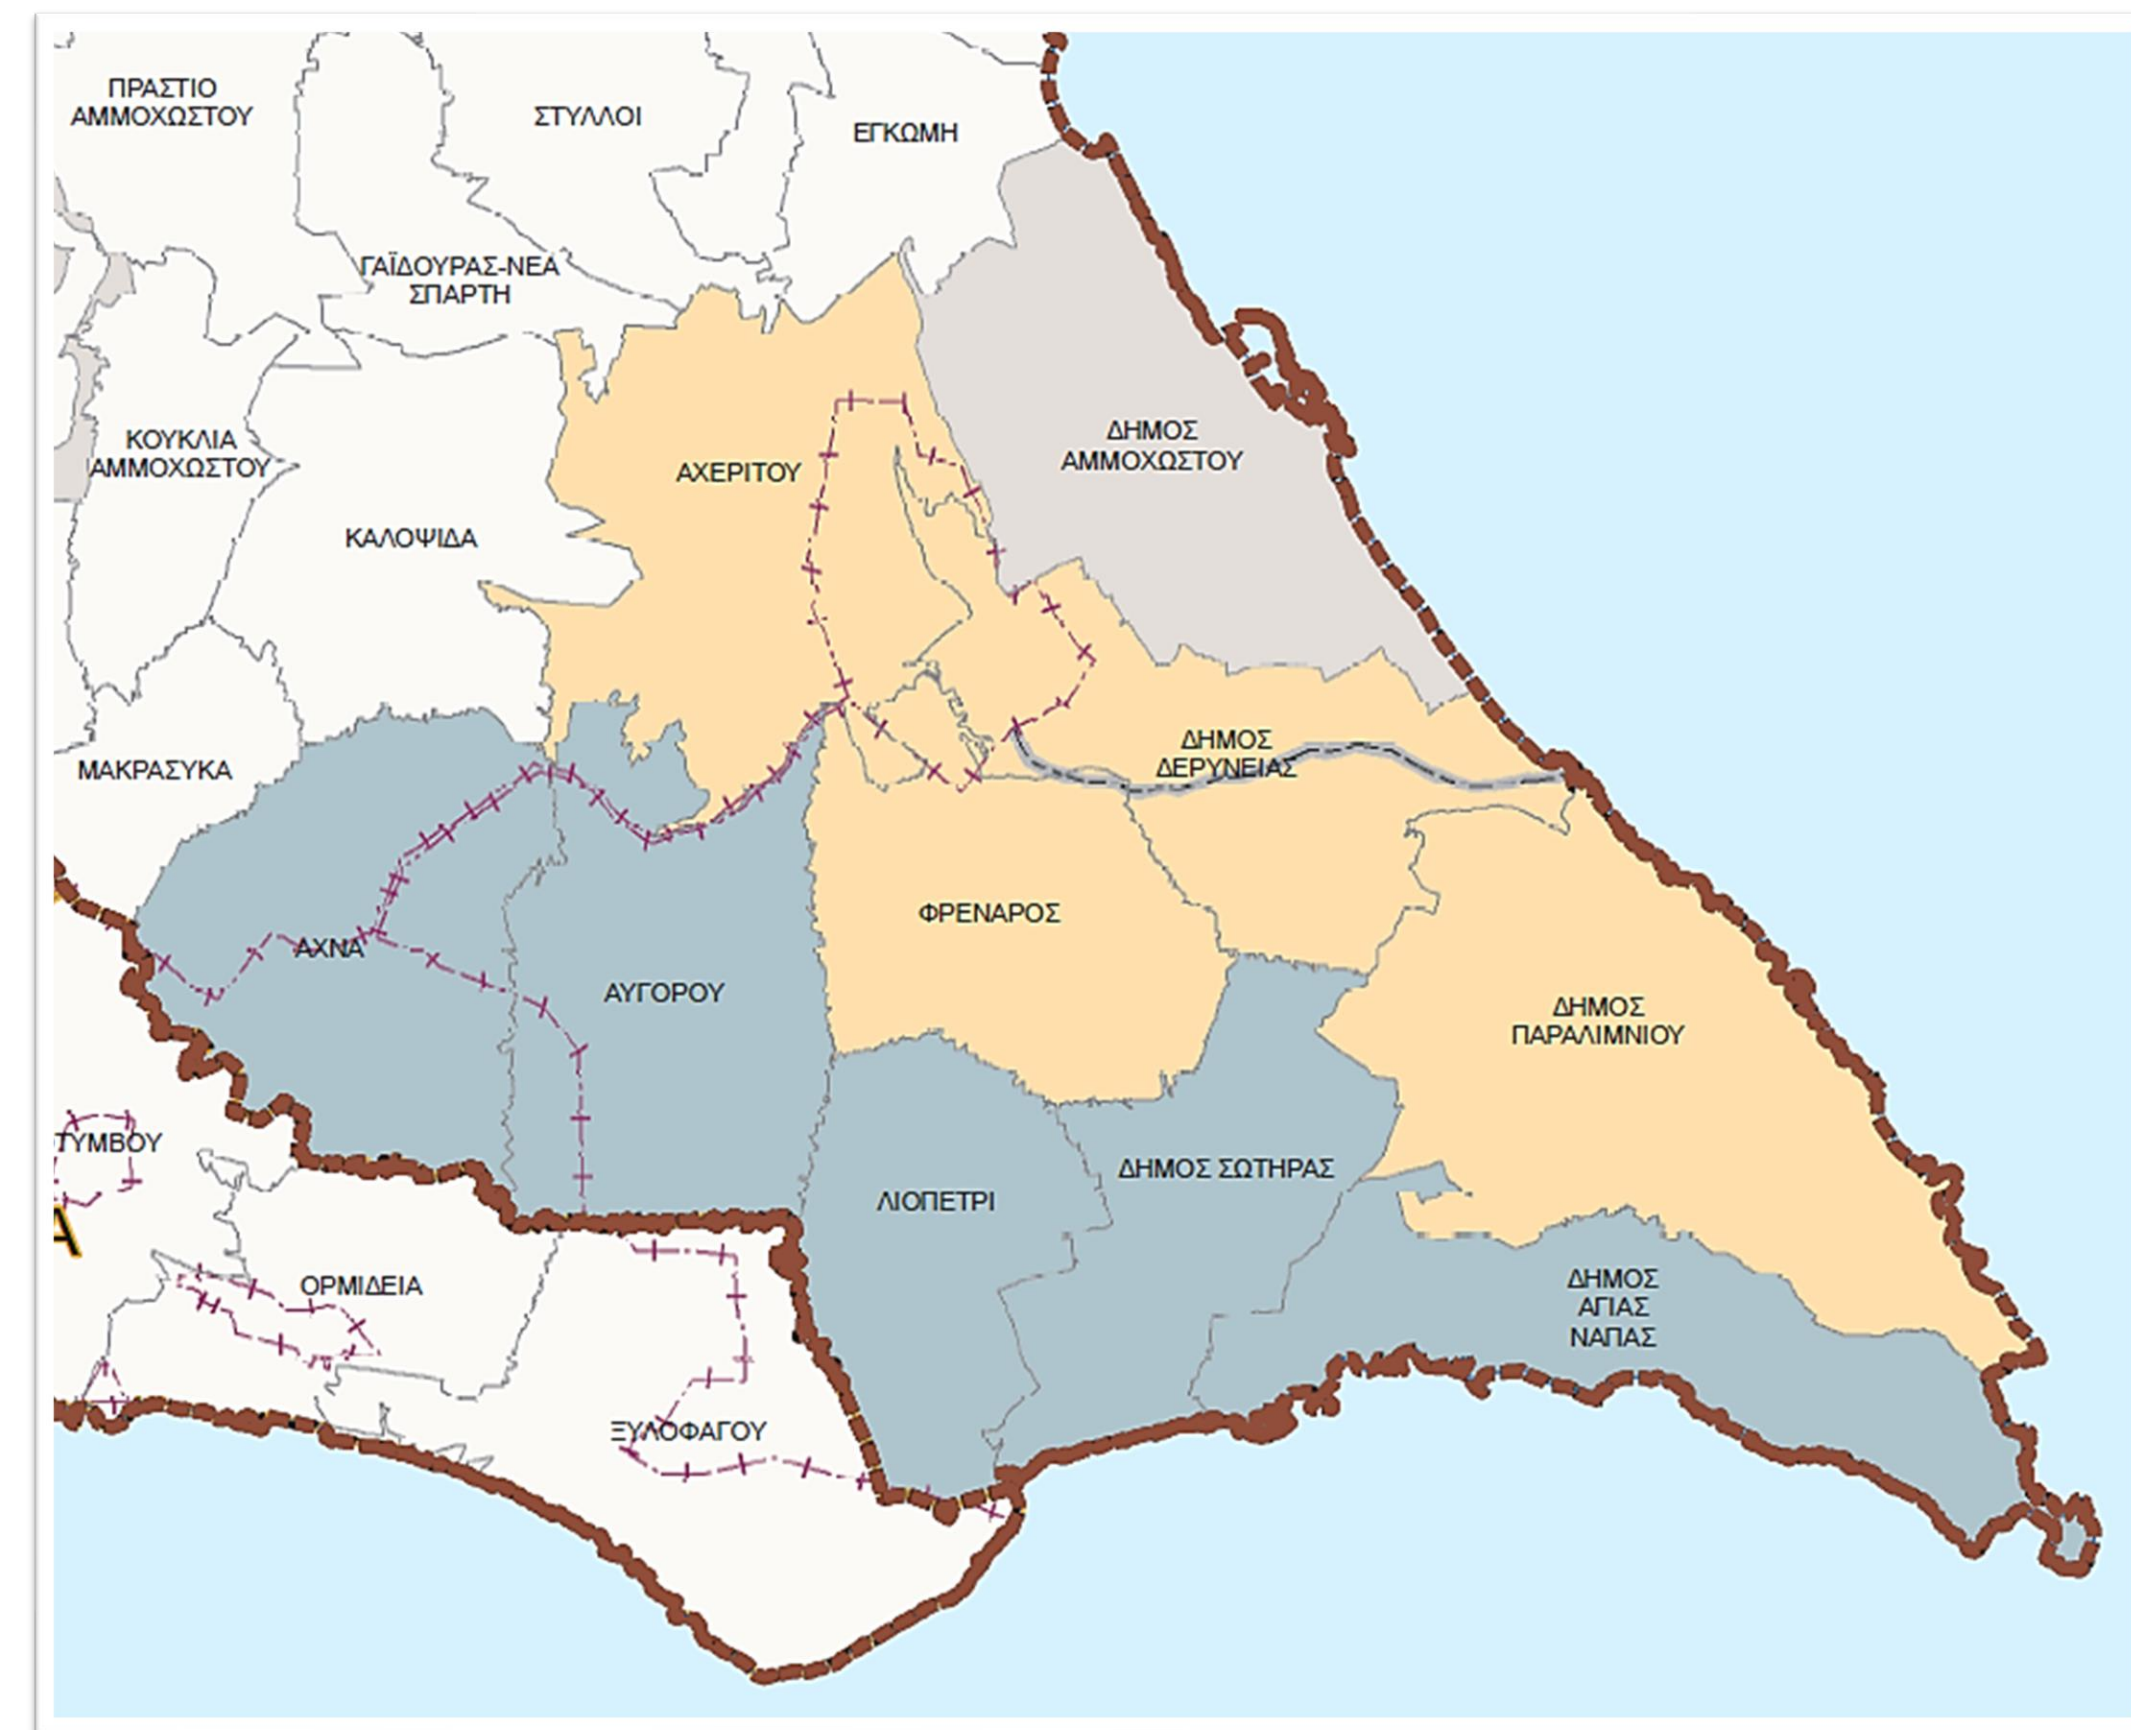 ΠΡΑΣΤΙΟ
ΑΜΜΟΧΩΣΤΟΥ
ΣΤΥΛΛΟΙ
ΕΓΚΩΜΗ
ΓΑΪΔΟΥΡΑΣ-ΝΕΑ
ΣΠΑΡΤΗ
ΚΟΥΚΛΙΑ
ΑΜΜΟΧΩΣΤΟΥ
ΑΧΕΡΙΤΟΥ
ΔΗΜΟΣ
ΑΜΜΟΧΩΣΤΟΥ
ΚΑΛΟΨΙΔΑ
ΜΑΚΡΑΣΥΚΑ
ΔΗΜΟΣ
ΔΕΡΥΝΕΙΑΣ
ΦΡΕΝΑΡΟΣ
ΑΧΝΑ
ΑΥΓΟΡΟΥ
ΔΗΜΟΣ
ΠΑΡΑΛΙΜΝΙΟΥ
ΤΥΜΒΟΥ
ΔΗΜΟΣ ΣΩΤΗΡΑΣ
ΛΙΟΠΕΤΡΙ
Α
ΟΡΜΙΔΕΙΑ
ΔΗΜΟΣ
ΑΓΙΑΣ
ΝΑΠΑΣ
ΞΥΛΟΦΑΓΟΥ